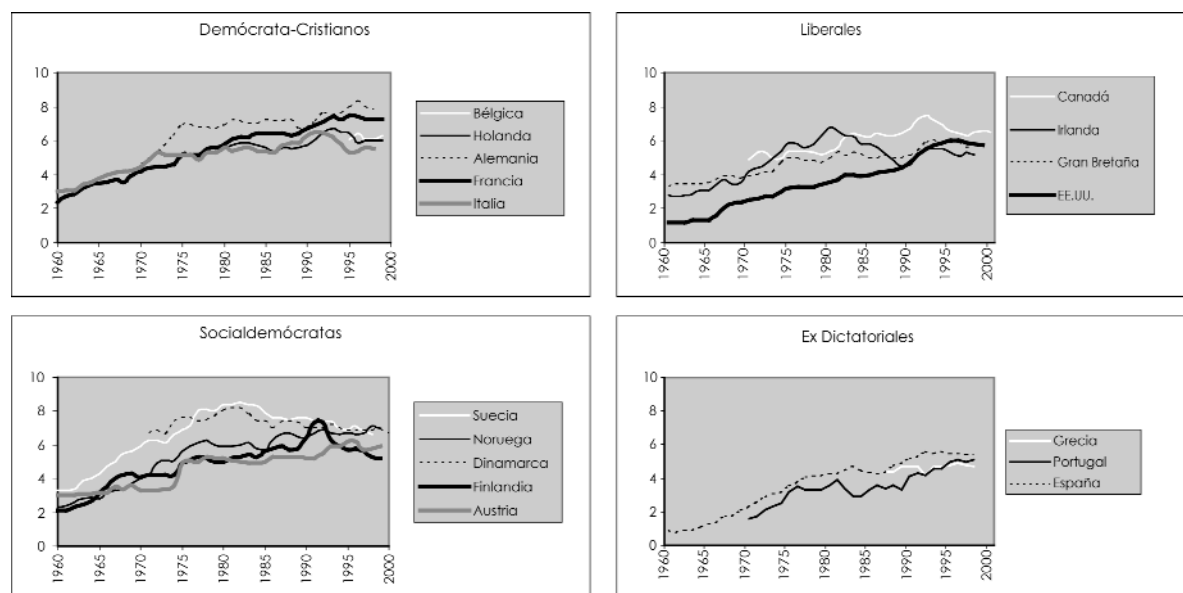 Demócrata-Cristianos
10
8
6
4
2
0
1960
1965
1970
1975
1980
1985
1990
1995
2000
Bélgica
Holanda
Alemania
Francia
Italia
Liberales
10
8
6
4
2
0
1960
1965
1970
1975
1980
1985
1990
1995
2000
Canadá
Irlanda
Gran Bretaña
EE.UU.
Socialdemócratas
10
8
6
4
2
0
1960
1965
1970
1975
1980
1985
1990
1995
2000
Suecia
Noruega
Dinamarca
Finlandia
Austria
Ex Dictatoriales
10
8
6
4
2
0
1960
1965
1970
1975
1980
1985
1990
1995
2000
Grecia
Portugal
España